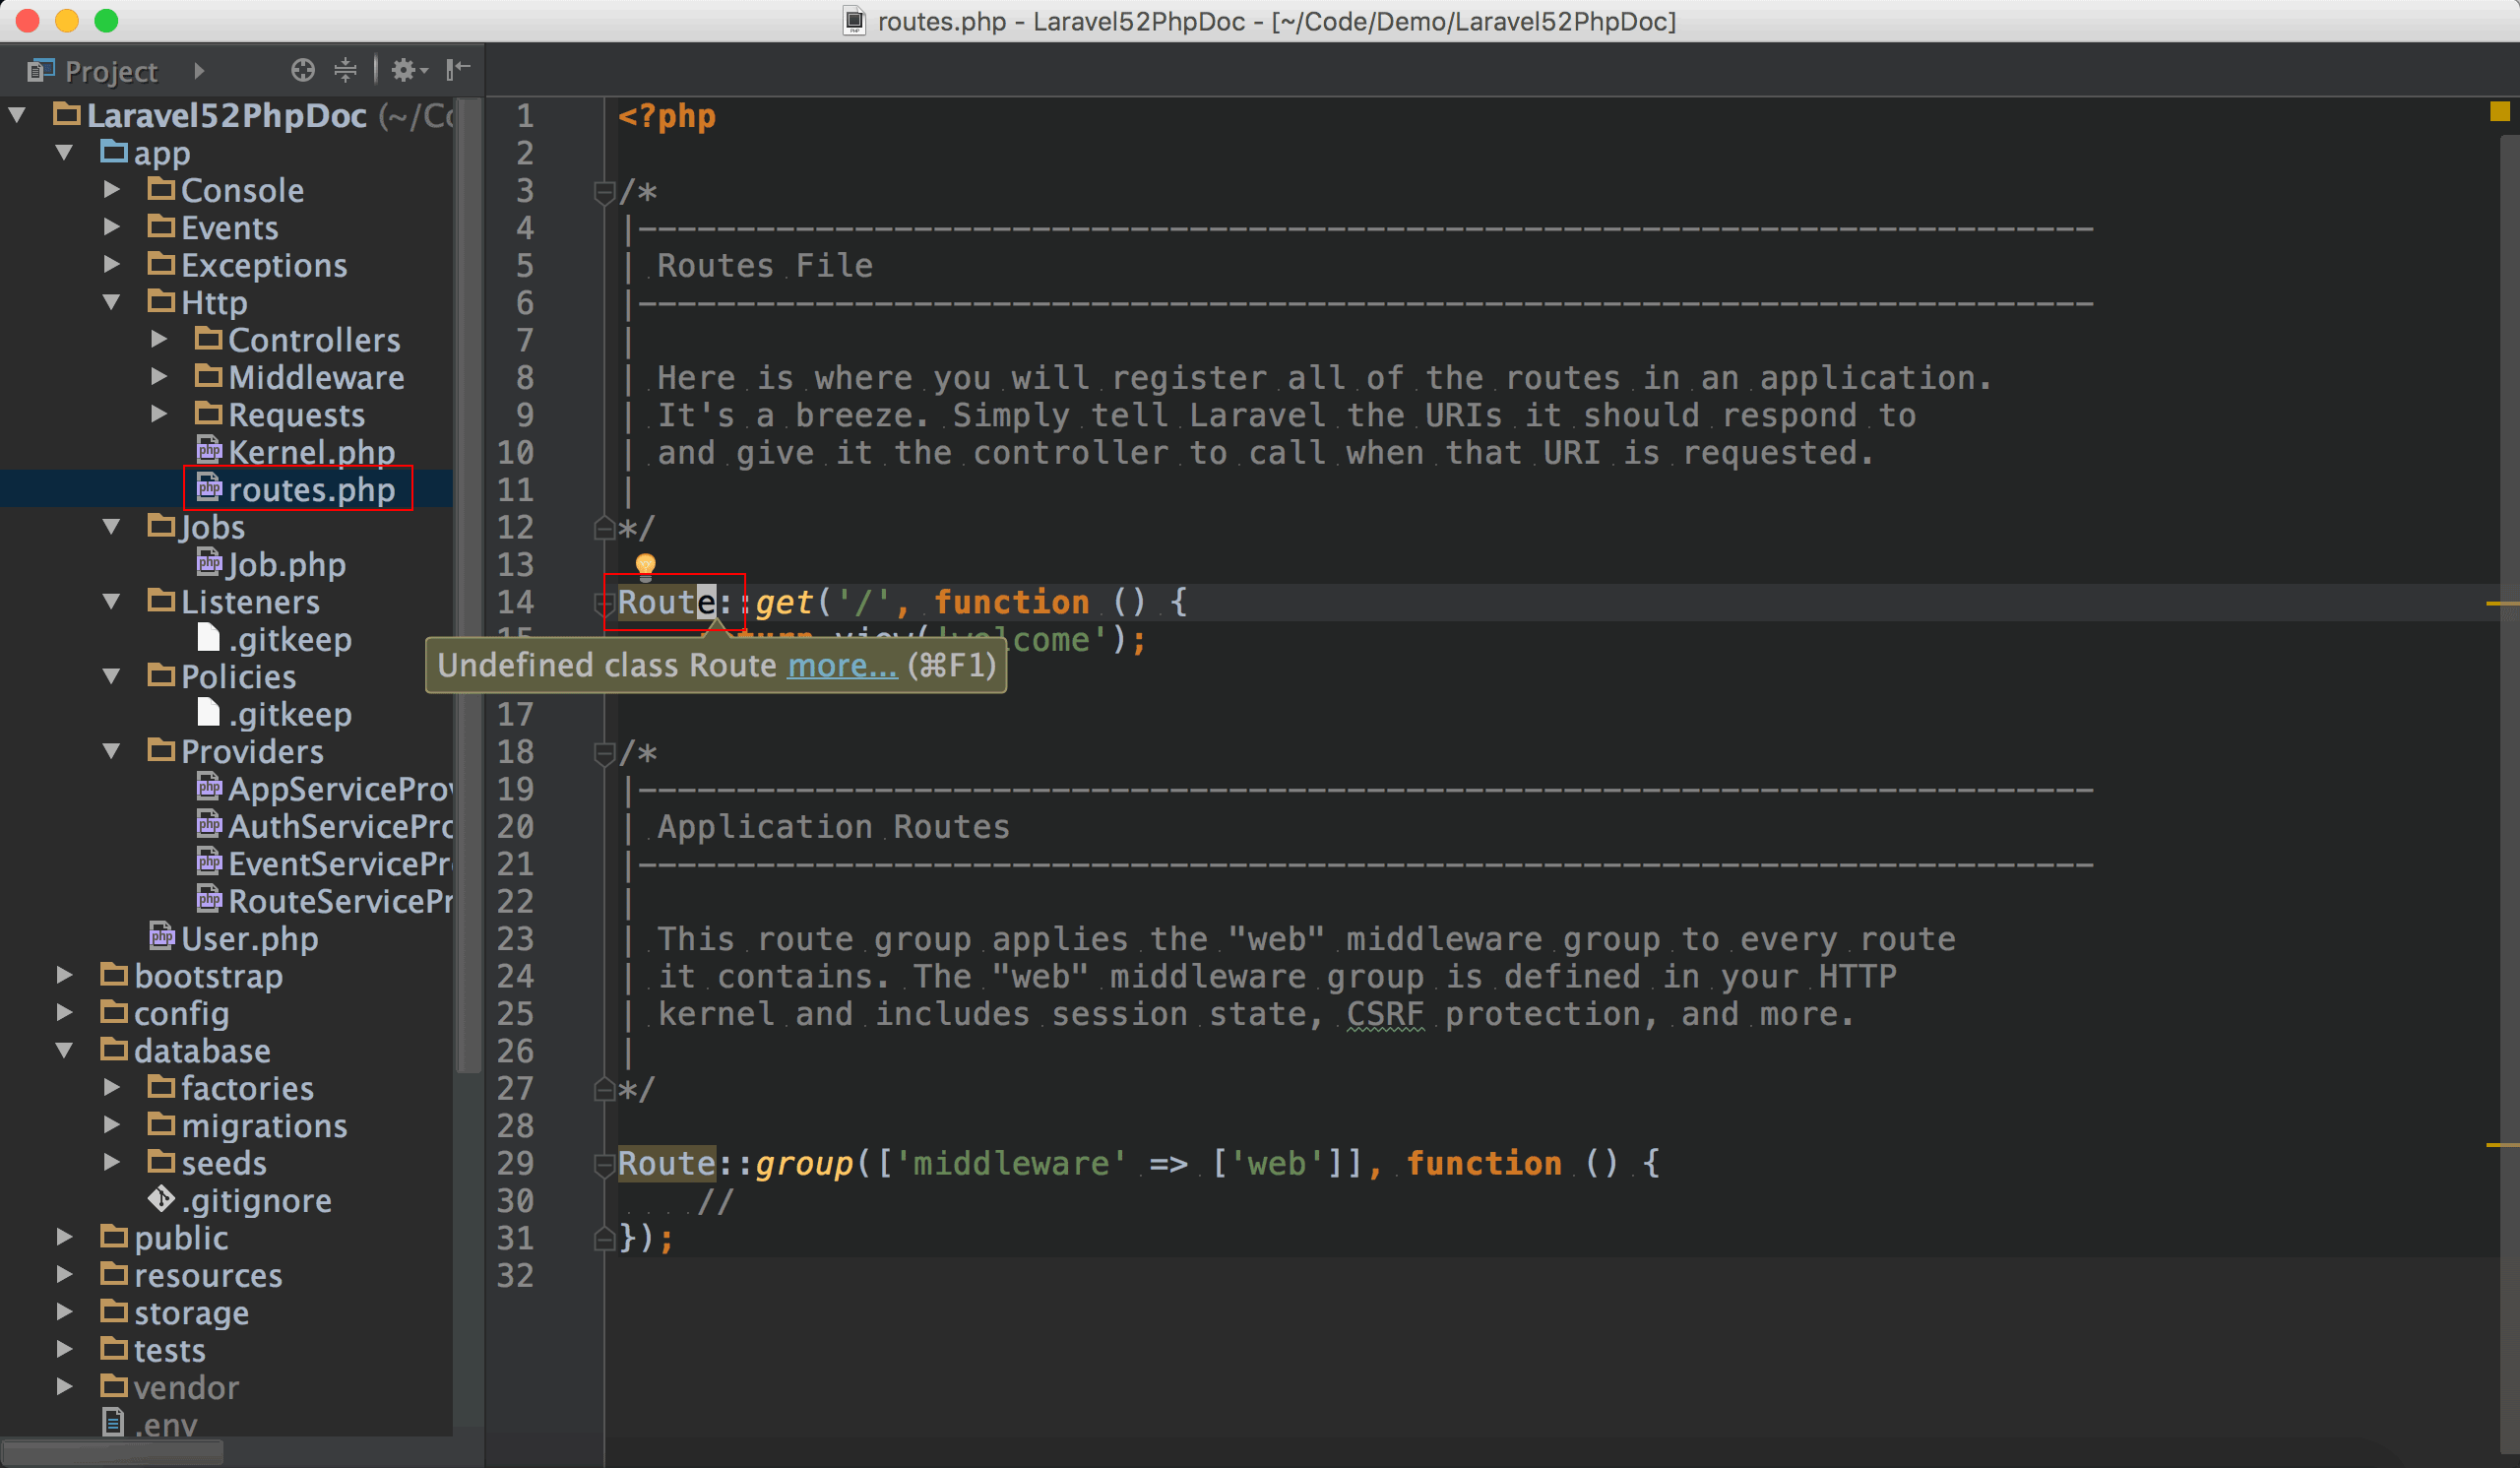 routes.php - Laravel52PhpDoc - [~/Code/Demo/Laravel52PhpDoc]
Project
Laravel52PhpDoc (~/Co
app
Console
Events
Exceptions
Http
Controllers
Middleware
Requests
Kernel.php
routes.php
Jobs
Job.php
Listeners
.gitkeep
Policies
.gitkeep
Providers
AppServiceProv
AuthServicePro
EventServicePr
RouteServicePr
User.php
bootstrap
config
database
factories
migrations
seeds
.gitignore
public
resources
storage
tests
vendor
.env
1 <?php
2
3 /*
4 |--------------------------------------------------------------------------
5 | Routes File
6 |--------------------------------------------------------------------------
7 |
8 | Here is where you will register all of the routes in an application.
9 | It's a breeze. Simply tell Laravel the URIs it should respond to
10 | and give it the controller to call when that URI is requested.
11 |
12 */
13
14 Route::get('/', function () {
15 turn view('welcome');
Undefined class Route more... (⌘F1)
17
18 /*
19 |--------------------------------------------------------------------------
20 | Application Routes
21 |--------------------------------------------------------------------------
22 |
23 | This route group applies the "web" middleware group to every route
24 | it contains. The "web" middleware group is defined in your HTTP
25 | kernel and includes session state, CSRF protection, and more.
26 |
27 */
28
29 Route::group(['middleware' => ['web']], function () {
30 //
31 });
32